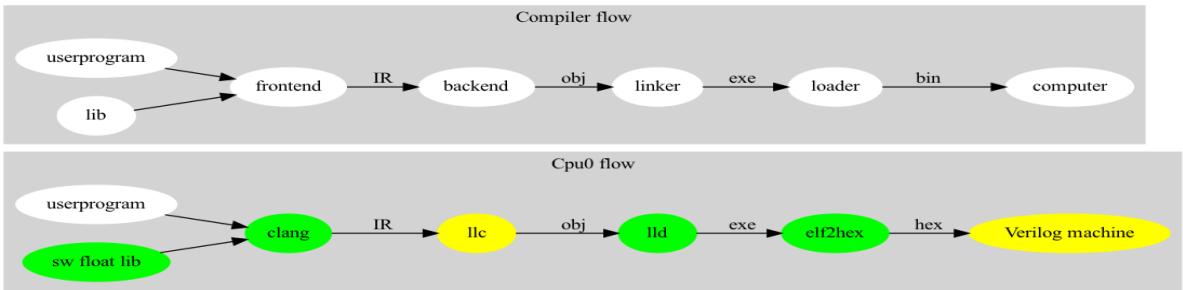 Compiler flow
userprogram
lib
frontend
IR
backend
obj
linker
exe
loader
bin
computer
Cpu0 flow
userprogram
sw float lib
clang
IR
llc
obj
lld
exe
elf2hex
hex
Verilog machine